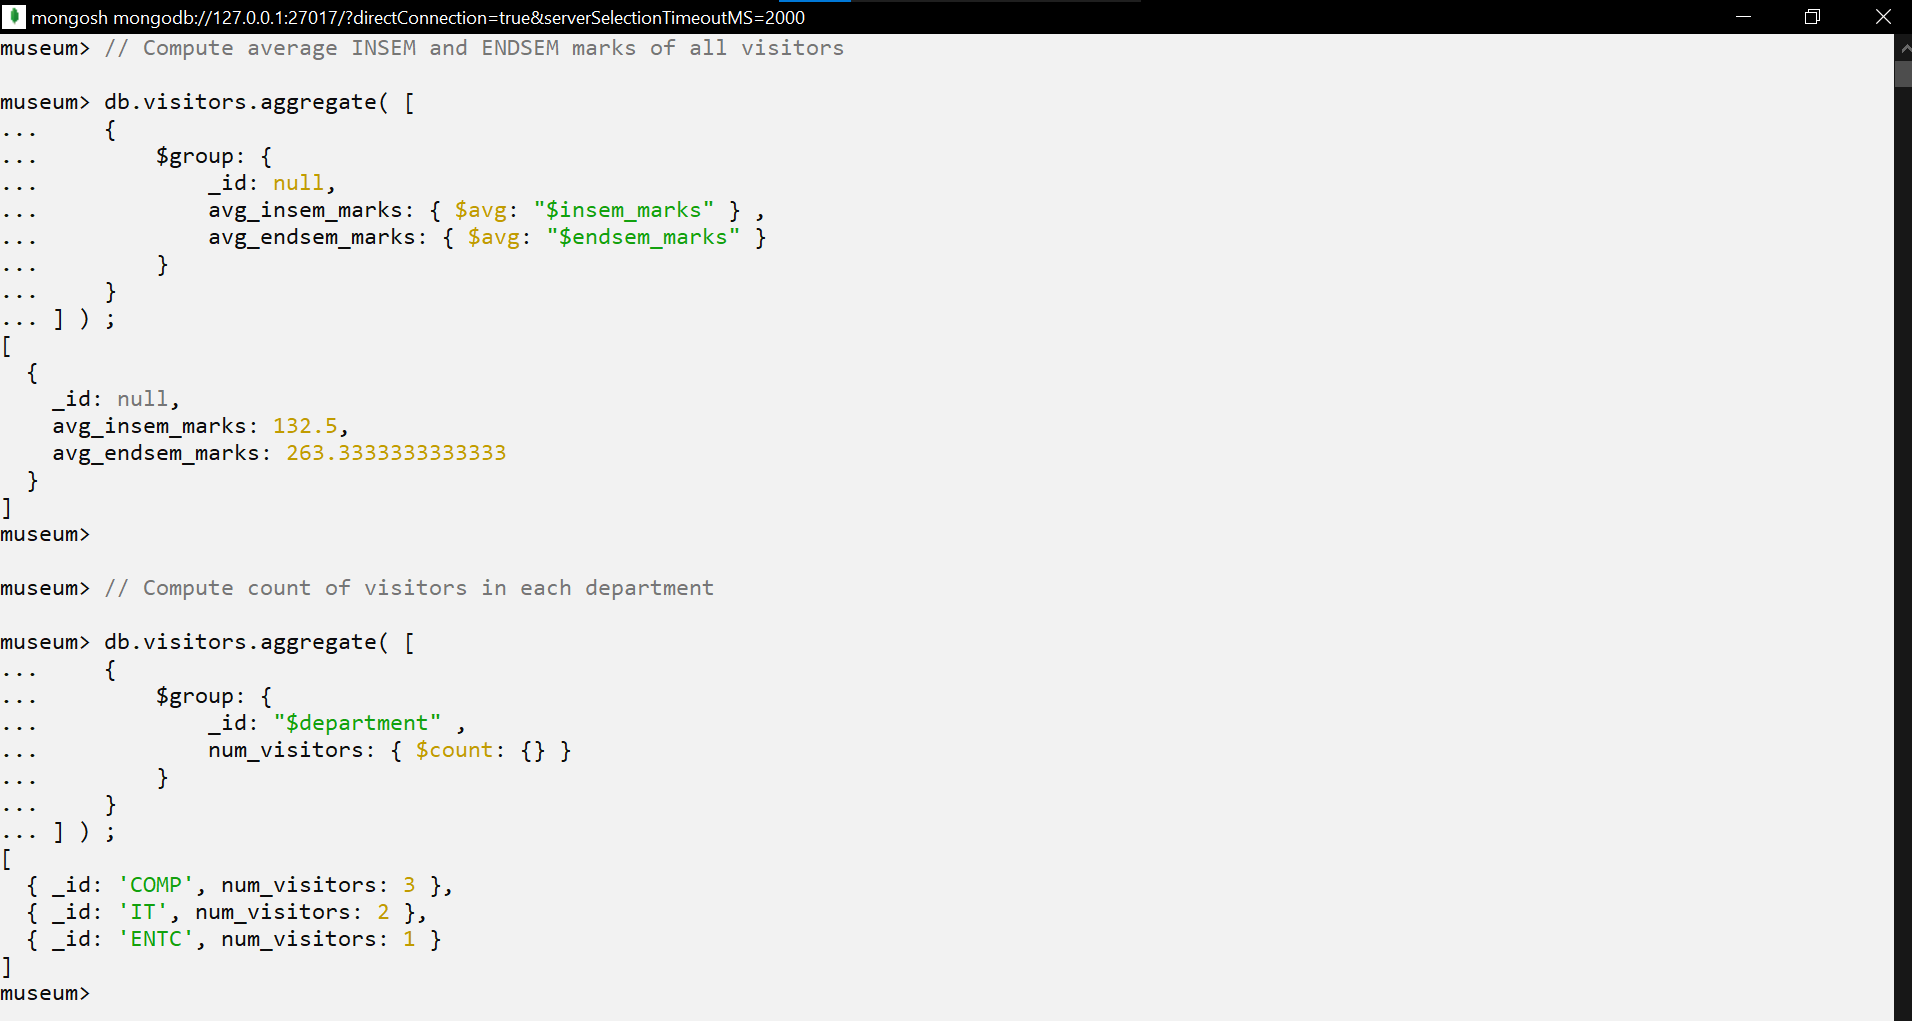 mongosh mongodb://127.0.0.1:27017/?directConnection=true&serverSelectionTimeoutMS=2000
museum> // Compute average INSEM and ENDSEM marks of all visitors
museum> db.visitors.aggregate( [
...     {
...         $group: {
...             _id: null,
...             avg_insem_marks: { $avg: "$insem_marks" } ,
...             avg_endsem_marks: { $avg: "$endsem_marks" }
...         }
...     }
... ] ) ;
[
  {
    _id: null,
    avg_insem_marks: 132.5,
    avg_endsem_marks: 263.3333333333333
  }
]
museum>
museum> // Compute count of visitors in each department
museum> db.visitors.aggregate( [
...     {
...         $group: {
...             _id: "$department" ,
...             num_visitors: { $count: {} }
...         }
...     }
... ] ) ;
[
  { _id: 'COMP', num_visitors: 3 },
  { _id: 'IT', num_visitors: 2 },
  { _id: 'ENTC', num_visitors: 1 }
]
museum>